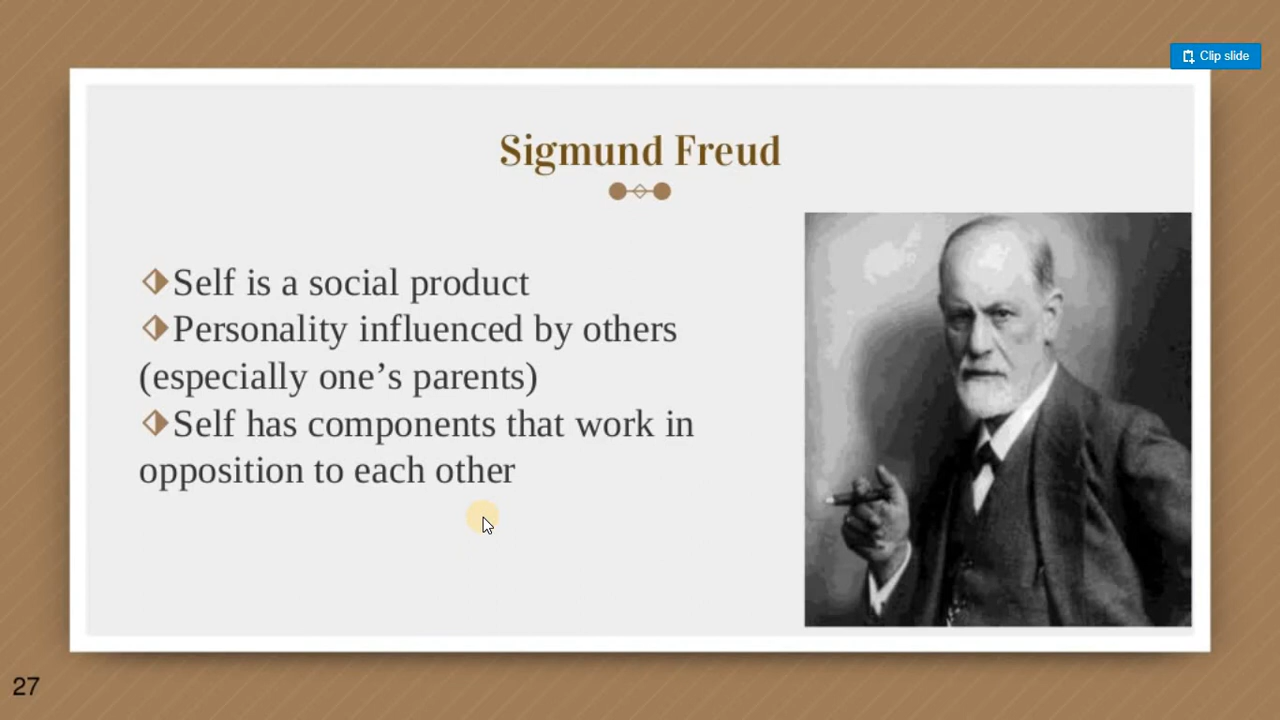 Clip slide
Sigmund Freud
Self is a social product
Personality influenced by others
(especially one’s parents)
Self has components that work in
opposition to each other
27